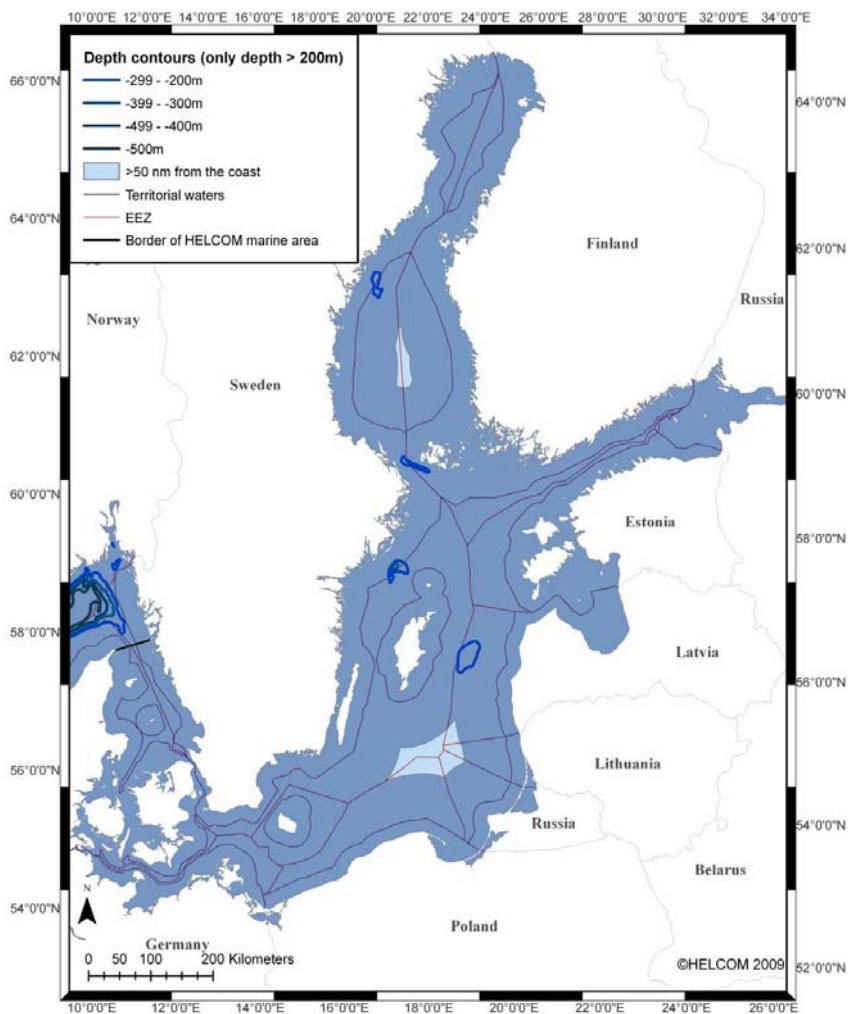 10°0'0"E 12°0'0"E 14°0'0"E 16°0'0"E 18°0'0"E 20°0'0"E 22°0'0"E 24°0'0"E 26°0'0"E 28°0'0"E 30°0'0"E 32°0'0"E 34°0'0"E
Depth contours (only depth > 200m)
-299 - -200m
-399 - -300m
-499 - -400m
-500m
>50 nm from the coast
Territorial waters
EEZ
Border of HELCOM marine area
66°0'0"N
64°0'0"N
64°0'0"N
62°0'0"N
Finland
Russia
Norway
62°0'0"N
Sweden
60°0'0"N
60°0'0"N
Estonia
58°0'0"N
58°0'0"N
Latvia
56°0'0"N
56°0'0"N
Lithuania
Russia
54°0'0"N
Belarus
54°0'0"N
N
Poland
Germany
0 50 100 200 Kilometers
©HELCOM 2009
52°0'0"N
10°0'0"E 12°0'0"E 14°0'0"E 16°0'0"E 18°0'0"E 20°0'0"E 22°0'0"E 24°0'0"E 26°0'0"E